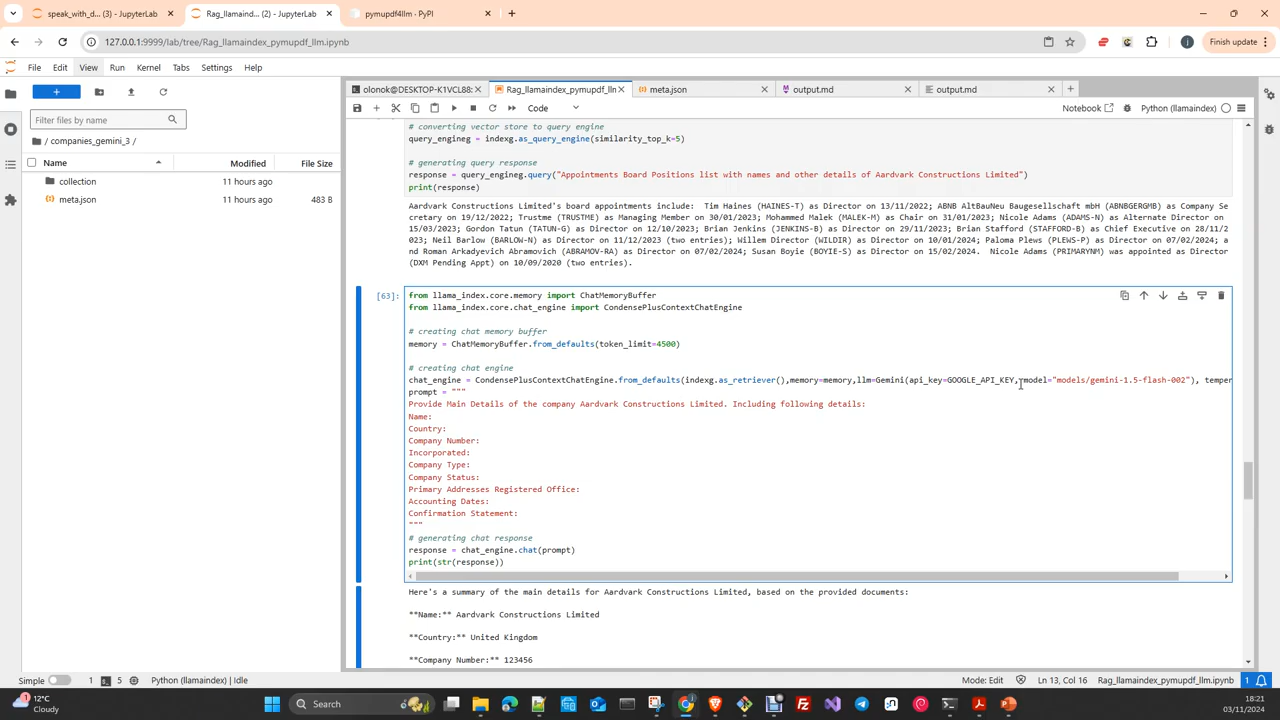 speak_with_d... (3) - JupyterLab
Rag_llamaind... (2) - JupyterLab
pymupdf4llm · PyPI
127.0.0.1:9999/lab/tree/Rag_llamaindex_pymupdf_llm.ipynb
Finish update
File Edit View Run Kernel Tabs Settings Help
Filter files by name
/ companies_gemini_3 /
Name Modified File Size
collection 11 hours ago
meta.json 11 hours ago 483 B
olonok@DESKTOP-K1VCL88:
Rag_llamaindex_pymupdf_lln
meta.json
output.md
output.md
Code
Notebook
Python (llamaindex)
# converting vector store to query engine
query_engineg = indexg.as_query_engine(similarity_top_k=5)
# generating query response
response = query_engineg.query("Appointments Board Positions list with names and other details of Aardvark Constructions Limited")
print(response)
Aardvark Constructions Limited's board appointments include:  Tim Haines (HAINES-T) as Director on 13/11/2022; ABNB AltBauNeu Baugesellschaft mbH (ABNBGERGMB) as Company Se
cretary on 19/12/2022; Trustme (TRUSTME) as Managing Member on 30/01/2023; Mohammed Malek (MALEK-M) as Chair on 31/01/2023; Nicole Adams (ADAMS-N) as Alternate Director on
15/03/2023; Gordon Tatun (TATUN-G) as Director on 12/10/2023; Brian Jenkins (JENKINS-B) as Director on 29/11/2023; Brian Stafford (STAFFORD-B) as Chief Executive on 28/11/2
023; Neil Barlow (BARLOW-N) as Director on 11/12/2023 (two entries); Willem Director (WILDIR) as Director on 10/01/2024; Paloma Plews (PLEWS-P) as Director on 07/02/2024; a
nd Roman Arkadyevich Abramovich (ABRAMOV-RA) as Director on 07/02/2024; Susan Boyie (BOYIE-S) as Director on 15/02/2024.  Nicole Adams (PRIMARYNM) was appointed as Director
(DXM Pending Appt) on 10/09/2020 (two entries).
[63]:
from llama_index.core.memory import ChatMemoryBuffer
from llama_index.core.chat_engine import CondensePlusContextChatEngine
# creating chat memory buffer
memory = ChatMemoryBuffer.from_defaults(token_limit=4500)
# creating chat engine
chat_engine = CondensePlusContextChatEngine.from_defaults(indexg.as_retriever(),memory=memory,llm=Gemini(api_key=GOOGLE_API_KEY, model="models/gemini-1.5-flash-002"), temper
prompt = """
Provide Main Details of the company Aardvark Constructions Limited. Including following details:
Name:
Country:
Company Number:
Incorporated:
Company Type:
Company Status:
Primary Addresses Registered Office:
Accounting Dates:
Confirmation Statement:
"""
# generating chat response
response = chat_engine.chat(prompt)
print(str(response))
Here's a summary of the main details for Aardvark Constructions Limited, based on the provided documents:
**Name:** Aardvark Constructions Limited
**Country:** United Kingdom
**Company Number:** 123456
Simple 1 5 Python (llamaindex) | Idle Mode: Edit Ln 13, Col 16 Rag_llamaindex_pymupdf_llm.ipynb 1
1
12°C
Cloudy
Search
18:21
03/11/2024